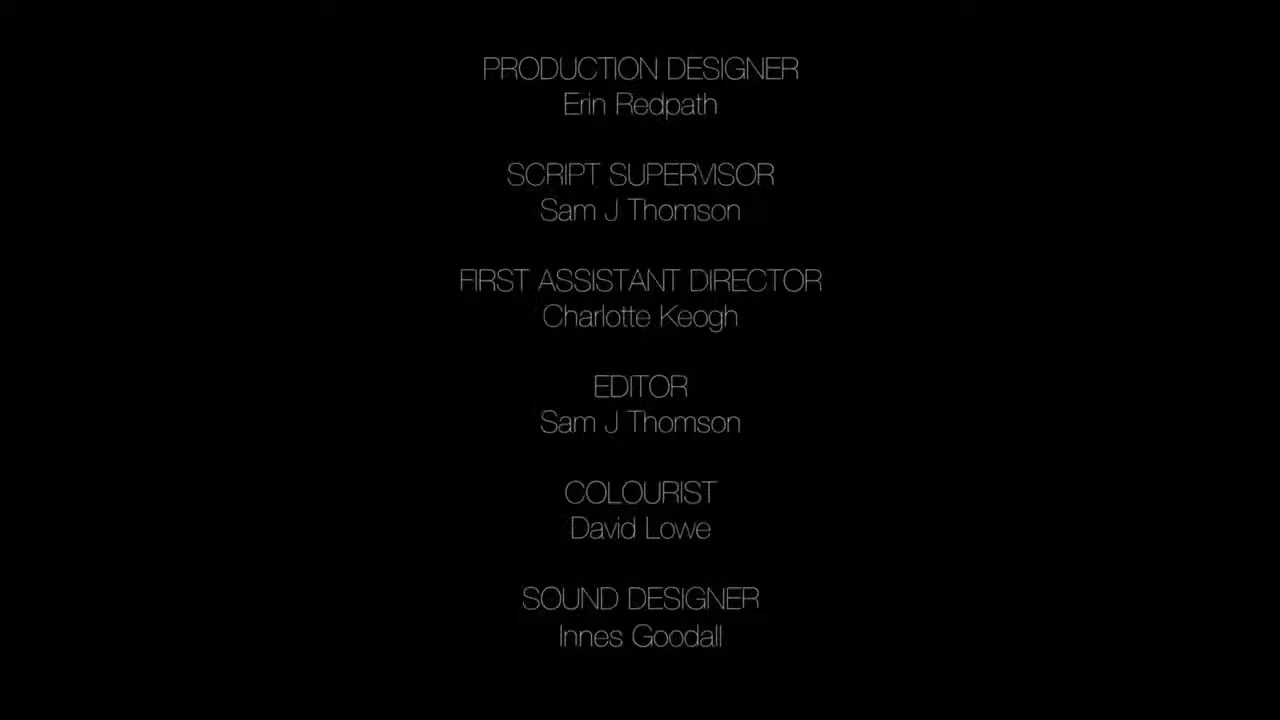 PRODUCTION DESIGNER
Erin Redpath
SCRIPT SUPERVISOR
Sam J Thomson
FIRST ASSISTANT DIRECTOR
Charlotte Keogh
EDITOR
Sam J Thomson
COLOURIST
David Lowe
SOUND DESIGNER
Innes Goodall